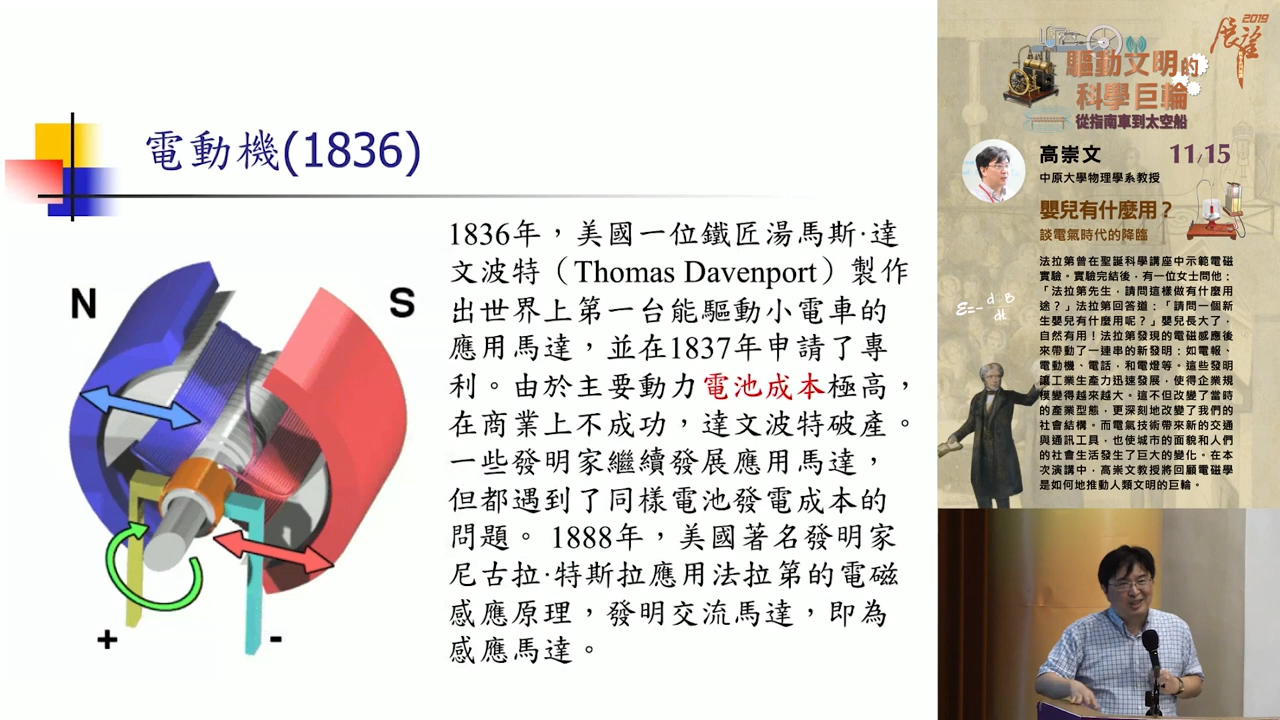 電動機(1836)
N
S
+
-
1836年，美國一位鐵匠湯馬斯·達
文波特（Thomas Davenport）製作
出世界上第一台能驅動小電車的
應用馬達，並在1837年申請了專
利。由於主要動力電池成本極高，
在商業上不成功，達文波特破產。
一些發明家繼續發展應用馬達，
但都遇到了同樣電池發電成本的
問題。 1888年，美國著名發明家
尼古拉·特斯拉應用法拉第的電磁
感應原理，發明交流馬達，即為
感應馬達。
2019
展望
驅動文明的
科學巨輪
從指南車到太空船
高崇文
11/15
中原大學物理學系教授
嬰兒有什麼用？
談電氣時代的降臨
法拉第曾在聖誕科學講座中示範電磁
實驗。實驗完結後，有一位女士問他：
「法拉第先生，請問這樣做有什麼用
途？」法拉第回答道：「請問一個新
生嬰兒有什麼用呢？」嬰兒長大了，
自然有用！法拉第發現的電磁感應後
來帶動了一連串的新發明：如電報、
電動機、電話，和電燈等。這些發明
讓工業生產力迅速發展，使得企業規
模變得越來越大。這不但改變了當時
的產業型態，更深刻地改變了我們的
社會結構。而電氣技術帶來新的交通
與通訊工具，也使城市的面貌和人們
的社會生活發生了巨大的變化。在本
次演講中，高崇文教授將回顧電磁學
是如何地推動人類文明的巨輪。